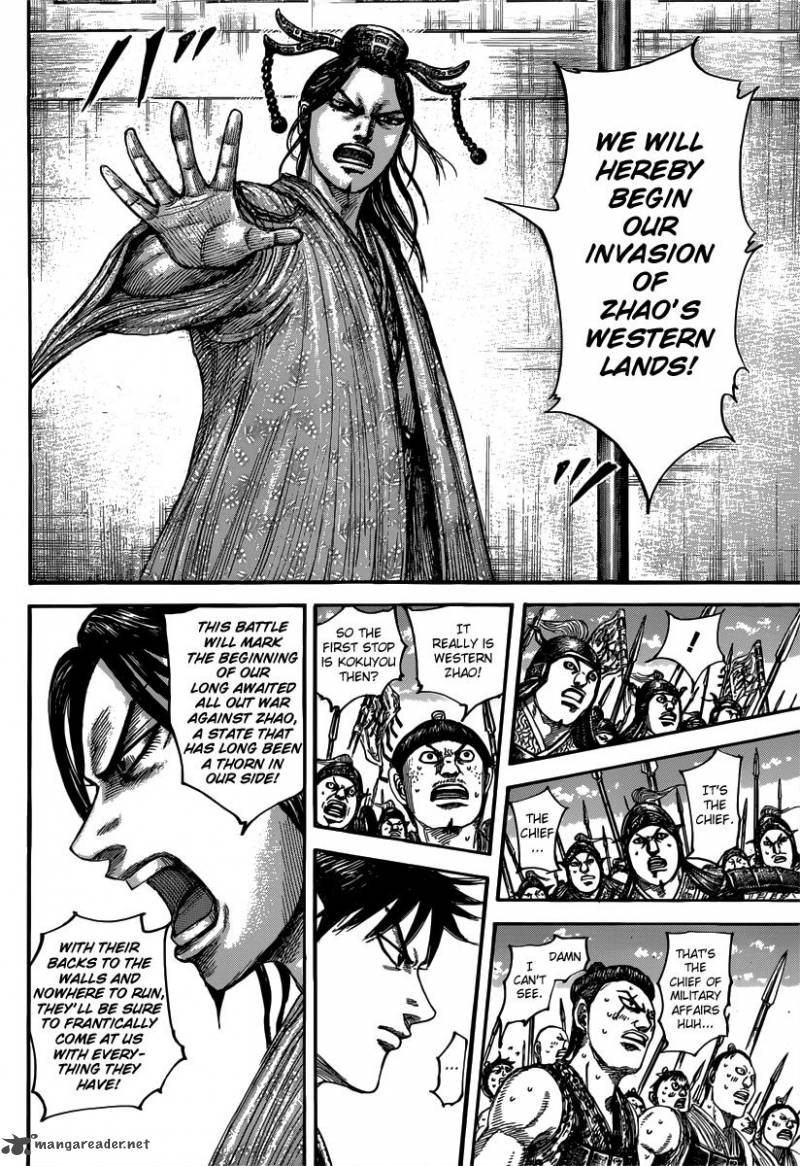 WE WILL
HEREBY
BEGIN
OUR
INVASION
OF
ZHAO'S
WESTERN
LANDS!
!
IT
REALLY IS
WESTERN
ZHAO!
SO THE
FIRST STOP
IS KOKUYOU
THEN?
THIS BATTLE
WILL MARK
THE BEGINNING
OF OUR
LONG AWAITED
ALL OUT WAR
AGAINST ZHAO,
A STATE THAT
HAS LONG BEEN
A THORN IN
OUR SIDE!
IT'S
THE
CHIEF.
THE
CHIEF
...
THAT'S
THE
CHIEF OF
MILITARY
AFFAIRS
HUH...
DAMN
I
CAN'T
SEE.
...
WITH THEIR
BACKS TO THE
WALLS AND
NOWHERE TO RUN,
THEY'LL BE SURE
TO FRANTICALLY
COME AT US
WITH EVERY-
THING THEY
HAVE!
mangareader.net